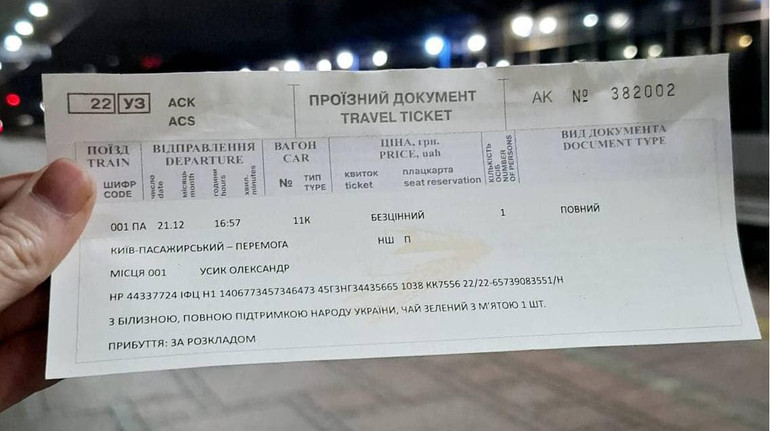 22 УЗ АСК ПРОЇЗНИЙ ДОКУМЕНТ АК № 382002
ACS TRAVEL TICKET
ПОЇЗД ВІДПРАВЛЕННЯ ВАГОН ЦІНА, грн. КІЛЬКІСТЬ ОСІБ ВИД ДОКУМЕНТА
TRAIN DEPARTURE CAR PRICE, uah NUMBER OF PERSONS DOCUMENT TYPE
ШИФР число місяць години хвил. № ТИП квиток плацкарта
CODE date month hours minutes TYPE ticket seat reservation
001 ПА 21.12 16:57 11К БЕЗЦІННИЙ 1 ПОВНИЙ
КИЇВ-ПАСАЖИРСЬКИЙ – ПЕРЕМОГА НШ П
МІСЦЯ 001 УСИК ОЛЕКСАНДР
НР 44337724 ІФЦ Н1 1406773457346473 45ГЗНГ34435665 1038 КК7556 22/22-65739083551/Н
З БІЛИЗНОЮ, ПОВНОЮ ПІДТРИМКОЮ НАРОДУ УКРАЇНИ, ЧАЙ ЗЕЛЕНИЙ З М'ЯТОЮ 1 ШТ.
ПРИБУТТЯ: ЗА РОЗКЛАДОМ